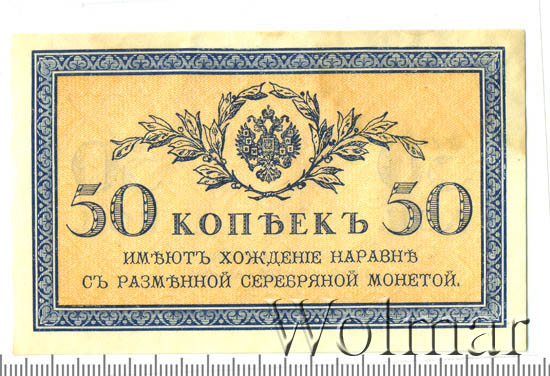 50 КОПѢЕКЪ 50
ИМѢЮТЪ ХОЖДЕНІЕ НАРАВНѢ
СЪ РАЗМѢННОЙ СЕРЕБРЯНОЙ МОНЕТОЙ.
Wolmar